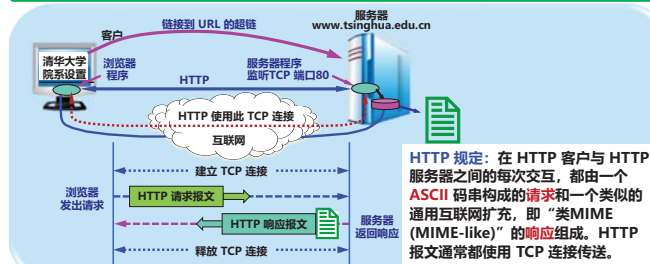 服务器
www.tsinghua.edu.cn
链接到 URL 的超链
客户
清华大学
院系设置
浏览器
程序
服务器程序
监听TCP 端口80
HTTP
HTTP 使用此 TCP 连接
互联网
建立 TCP 连接
浏览器
发出请求
HTTP 请求报文
HTTP 响应报文
服务器
返回响应
释放 TCP 连接
HTTP 规定：在 HTTP 客户与 HTTP
服务器之间的每次交互，都由一个
ASCII 码串构成的请求和一个类似的
通用互联网扩充，即“类MIME
(MIME-like)”的响应组成。HTTP
报文通常都使用 TCP 连接传送。